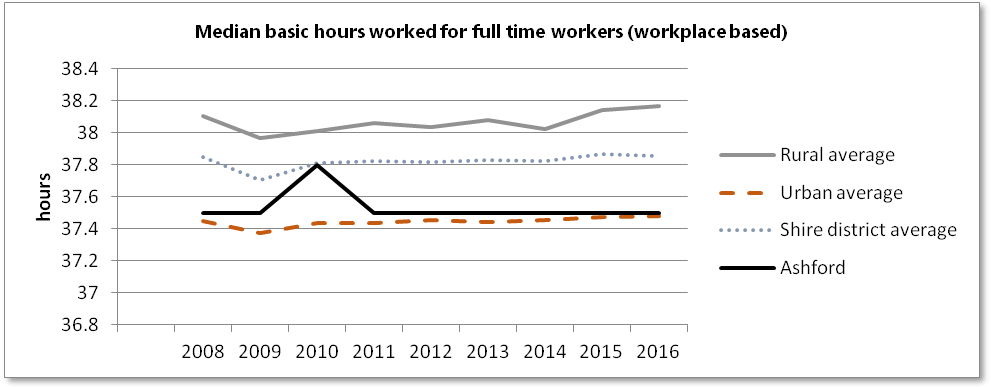 Median basic hours worked for full time workers (workplace based)
38.4
38.2
38
37.8
37.6
37.4
37.2
37
36.8
hours
2008 2009 2010 2011 2012 2013 2014 2015 2016
Rural average
Urban average
Shire district average
Ashford